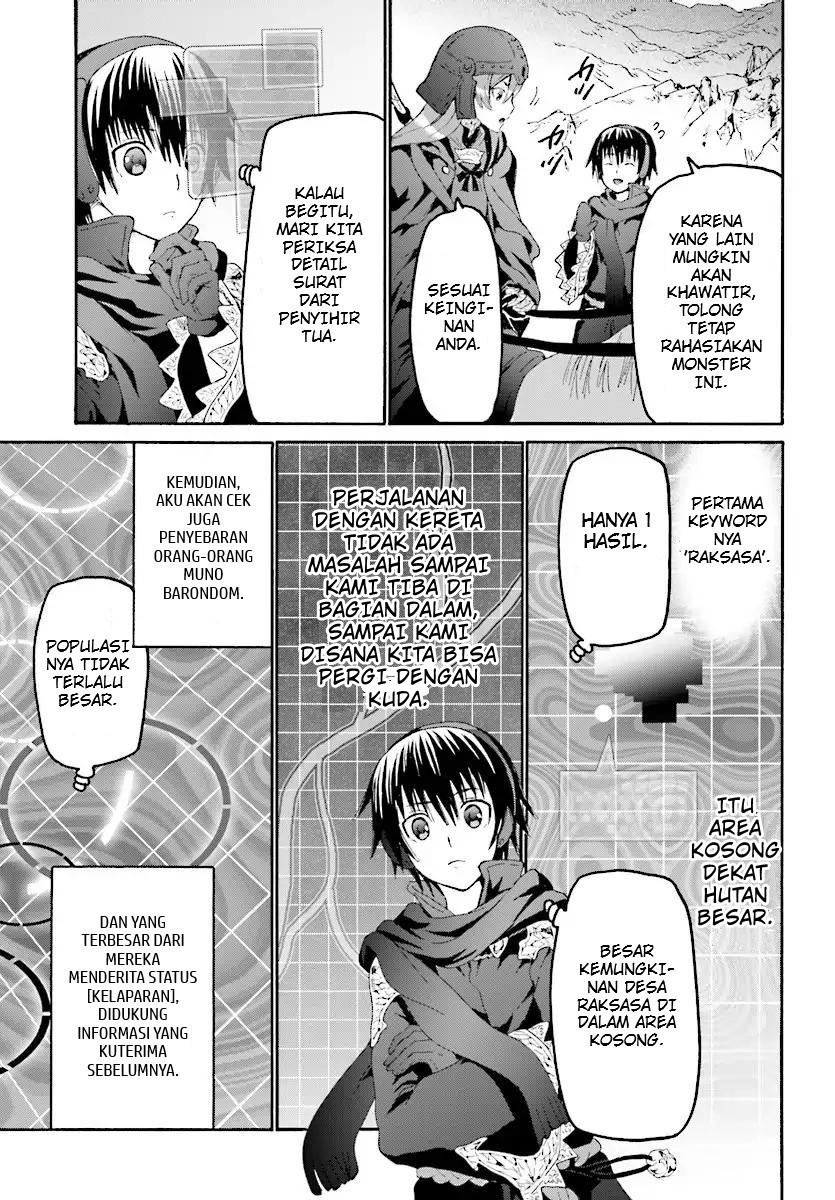 KARENA
YANG LAIN
MUNGKIN
AKAN
KHAWATIR,
TOLONG
TETAP
RAHASIAKAN
MONSTER
INI.
SESUAI
KEINGI-
NAN
ANDA.
KALAU
BEGITU,
MARI KITA
PERIKSA
DETAIL
SURAT
DARI
PENYIHIR
TUA.
PERTAMA
KEYWORD
NYA
'RAKSASA'.
HANYA 1
HASIL.
ITU
AREA
KOSONG
DEKAT
HUTAN
BESAR.
BESAR
KEMUNGKI-
NAN DESA
RAKSASA DI
DALAM AREA
KOSONG.
PERJALANAN
DENGAN KERETA
TIDAK ADA
MASALAH SAMPAI
KAMI TIBA DI
BAGIAN DALAM,
SAMPAI KAMI
DISANA KITA BISA
PERGI DENGAN
KUDA.
KEMUDIAN,
AKU AKAN CEK
JUGA
PENYEBARAN
ORANG-ORANG
MUNO
BARONDOM.
POPULASI
NYA TIDAK
TERLALU
BESAR.
DAN YANG
TERBESAR DARI
MEREKA
MENDERITA STATUS
[KELAPARAN],
DIDUKUNG
INFORMASI YANG
KUTERIMA
SEBELUMNYA.